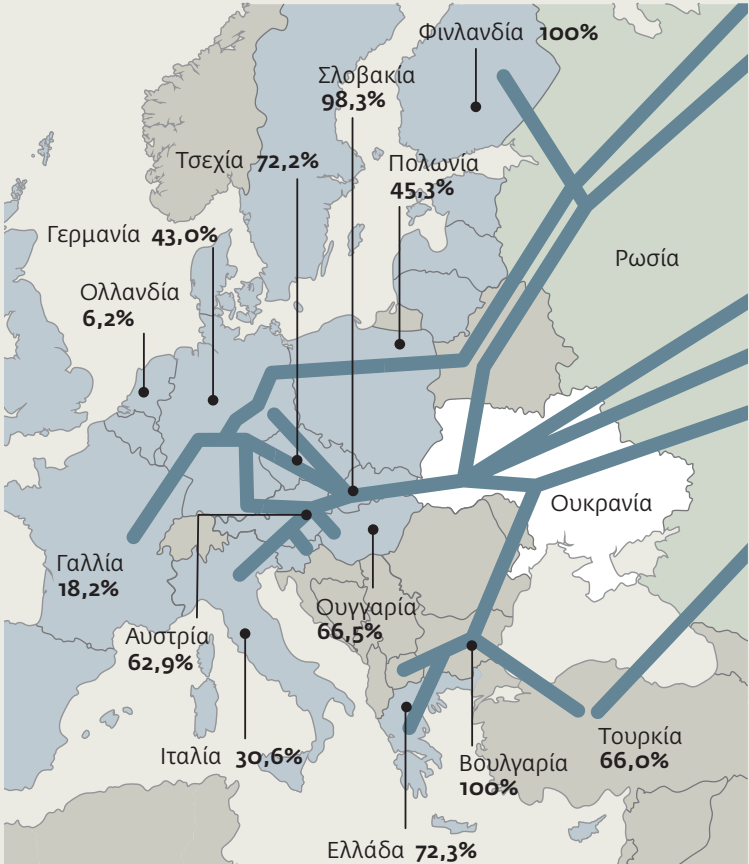 Φινλανδία 100%
Σλοβακία
98,3%
Τσεχία 72,2%
Πολωνία
45,3%
Γερμανία 43,0%
Ρωσία
Ολλανδία
6,2%
Ουκρανία
Γαλλία
18,2%
Ουγγαρία
66,5%
Αυστρία
62,9%
Ιταλία 30,6%
Βουλγαρία
100%
Τουρκία
66,0%
Ελλάδα 72,3%